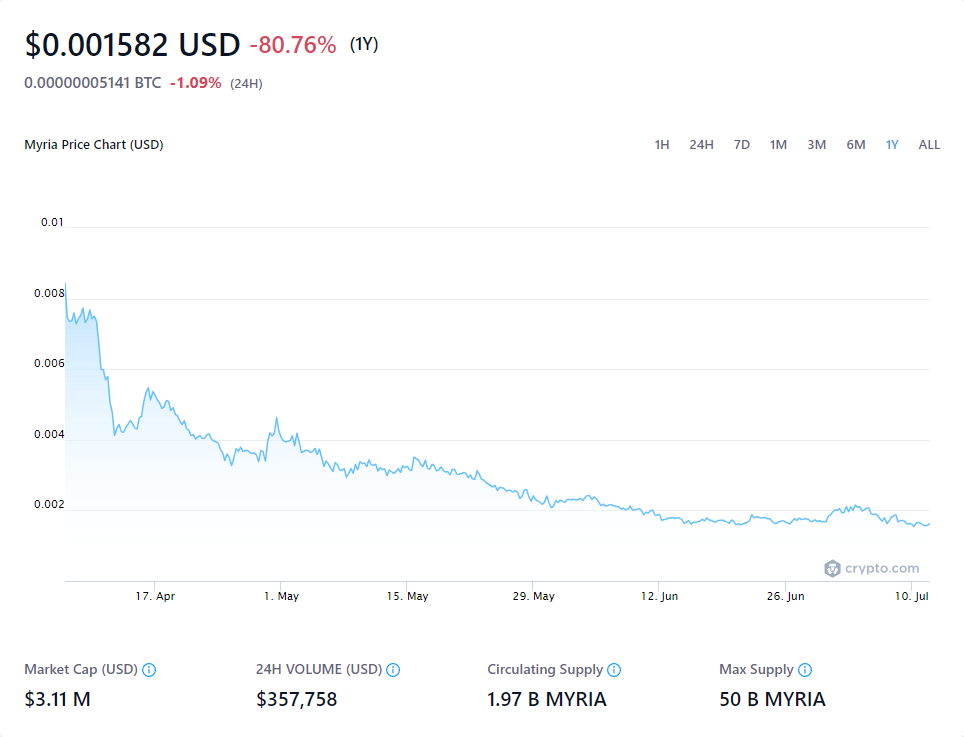 $0.001582 USD -80.76% (1Y)
0.00000005141 BTC -1.09% (24H)
Myria Price Chart (USD) 1H 24H 7D 1M 3M 6M 1Y ALL
0.01
0.008
0.006
0.004
0.002
crypto.com
17. Apr 1. May 15. May 29. May 12. Jun 26. Jun 10. Jul
Market Cap (USD) 24H VOLUME (USD) Circulating Supply Max Supply
$3.11 M $357,758 1.97 B MYRIA 50 B MYRIA